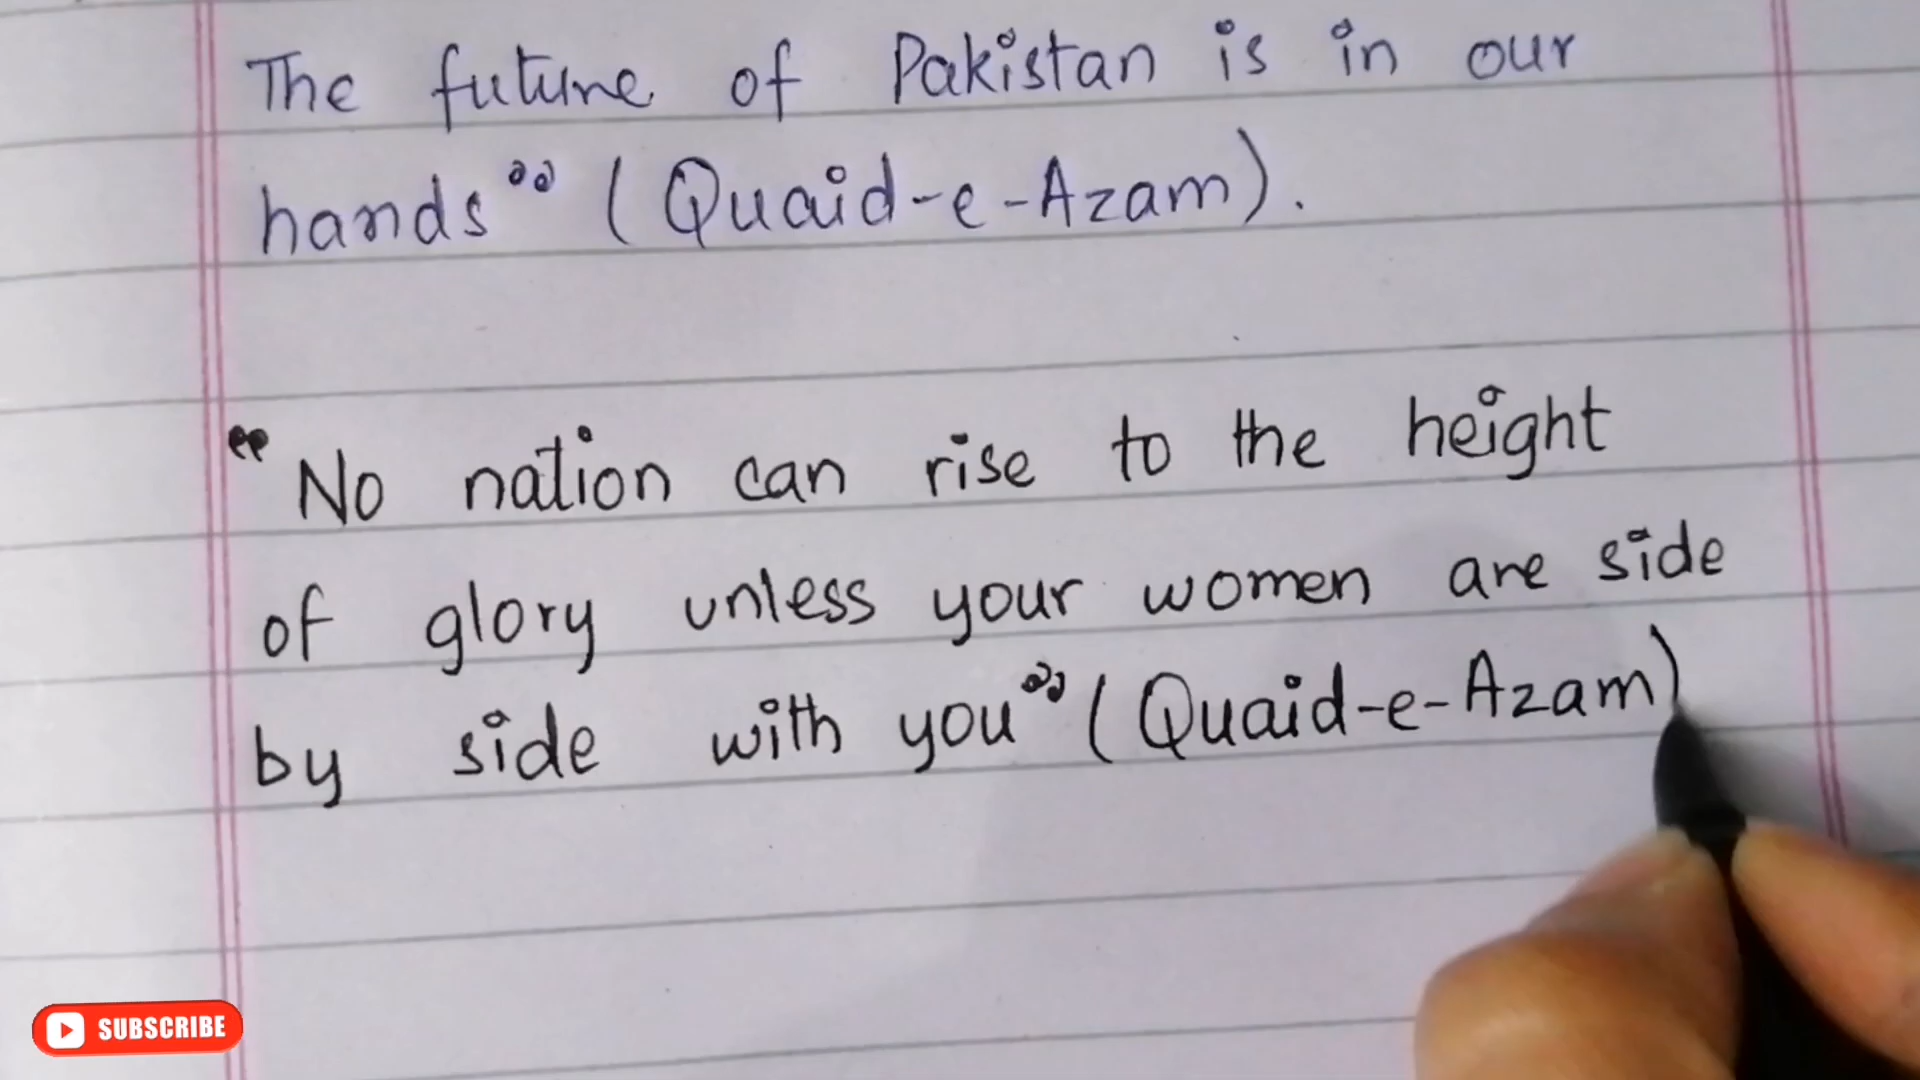 The future of Pakistan is in our
hands" (Quaid-e-Azam).
"No nation can rise to the height
of glory unless your women are side
by side with you" (Quaid-e-Azam)
SUBSCRIBE